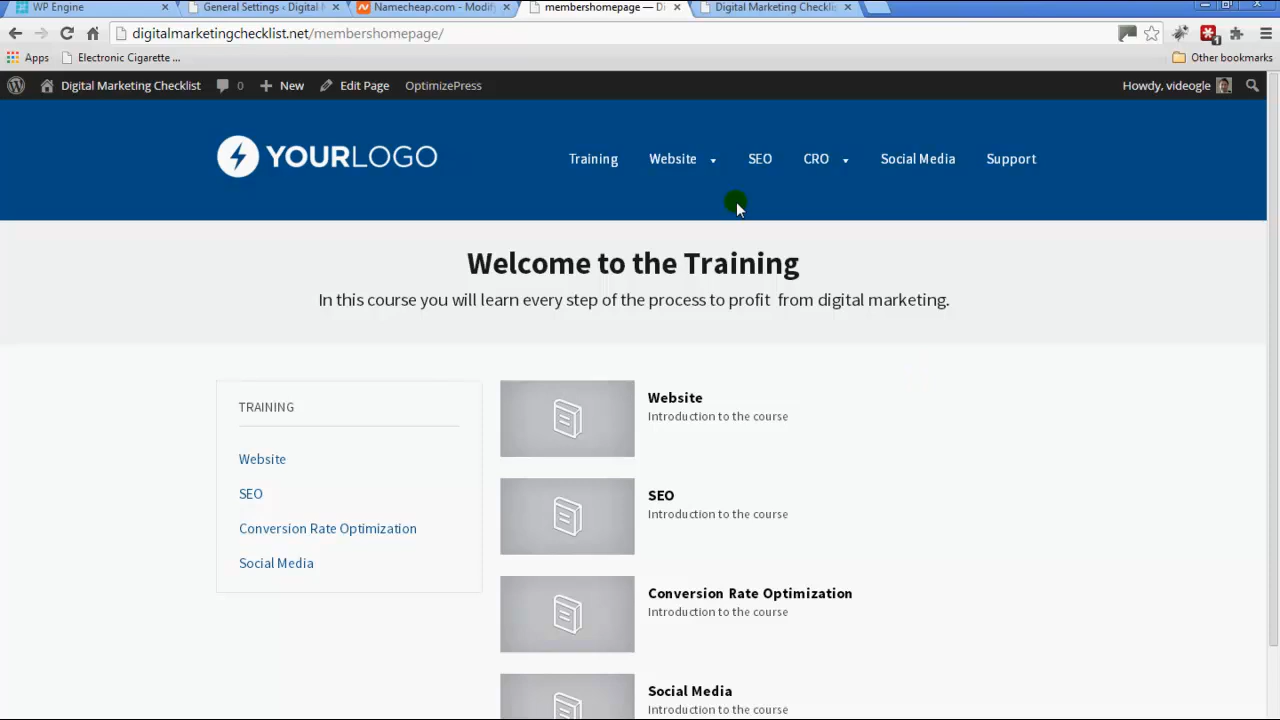 WP Engine
General Settings ‹ Digital M
Namecheap.com - Modify
membershomepage — Di
Digital Marketing Checklis
digitalmarketingchecklist.net/membershomepage/
Apps
Electronic Cigarette ...
Other bookmarks
Digital Marketing Checklist
0
New
Edit Page
OptimizePress
Howdy, videogle
YOURLOGO
Training
Website
SEO
CRO
Social Media
Support
Welcome to the Training
In this course you will learn every step of the process to profit from digital marketing.
TRAINING
Website
SEO
Conversion Rate Optimization
Social Media
Website
Introduction to the course
SEO
Introduction to the course
Conversion Rate Optimization
Introduction to the course
Social Media
Introduction to the course